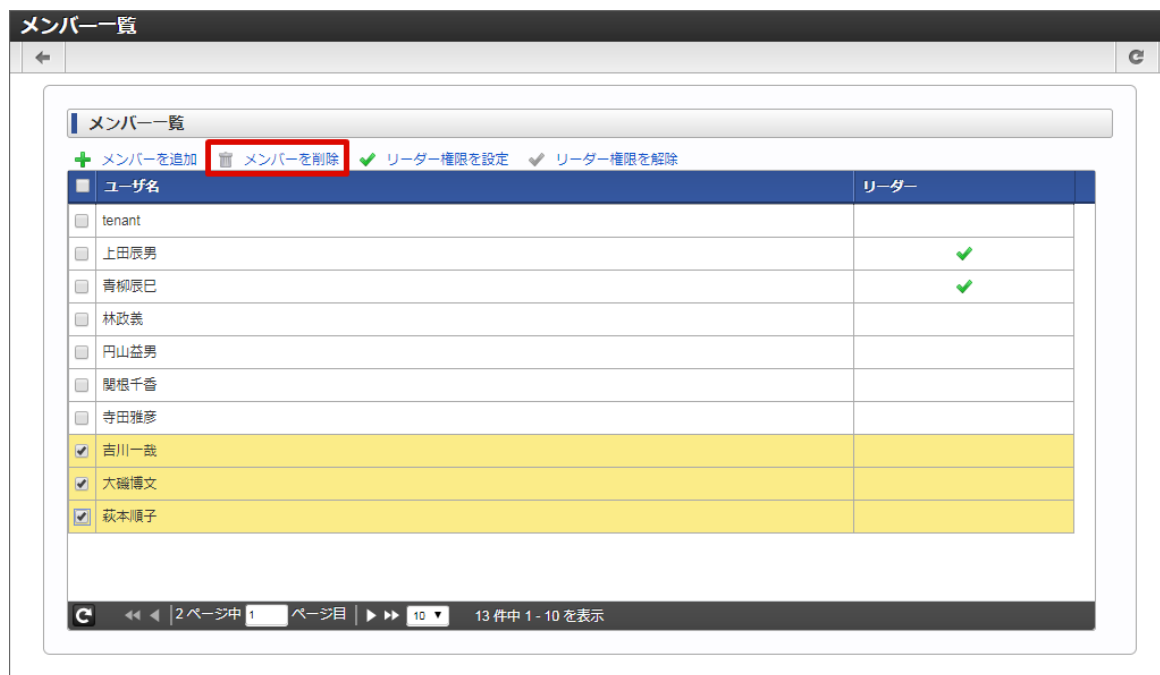 メンバー一覧
メンバー一覧
メンバーを追加 メンバーを削除 リーダー権限を設定 リーダー権限を解除
ユーザ名 リーダー
tenant
上田辰男
青柳辰巳
林政義
円山益男
関根千香
寺田雅彦
吉川一哉
大磯博文
萩本順子
2 ページ中 1 ページ目 10 13 件中 1 - 10 を表示